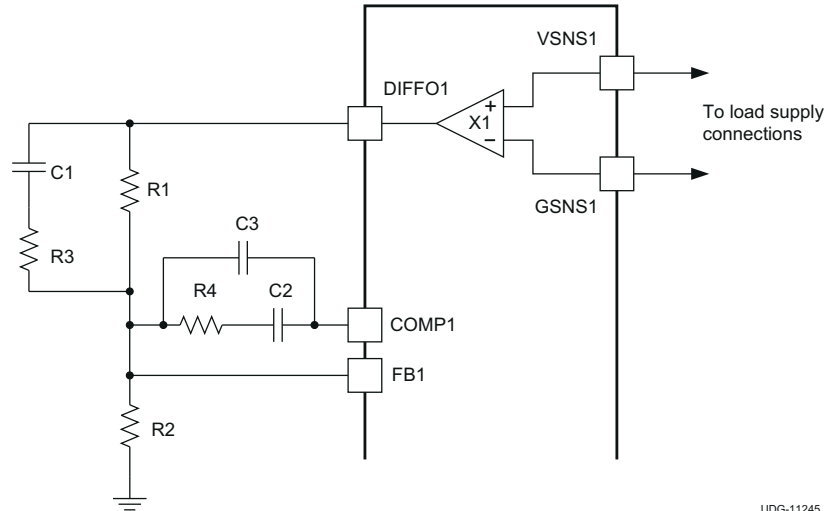 VSNS1
DIFFO1
+
X1
−
To load supply
connections
C1
R1
GSNS1
R3
C3
R4
C2
COMP1
FB1
R2
UDG-11245